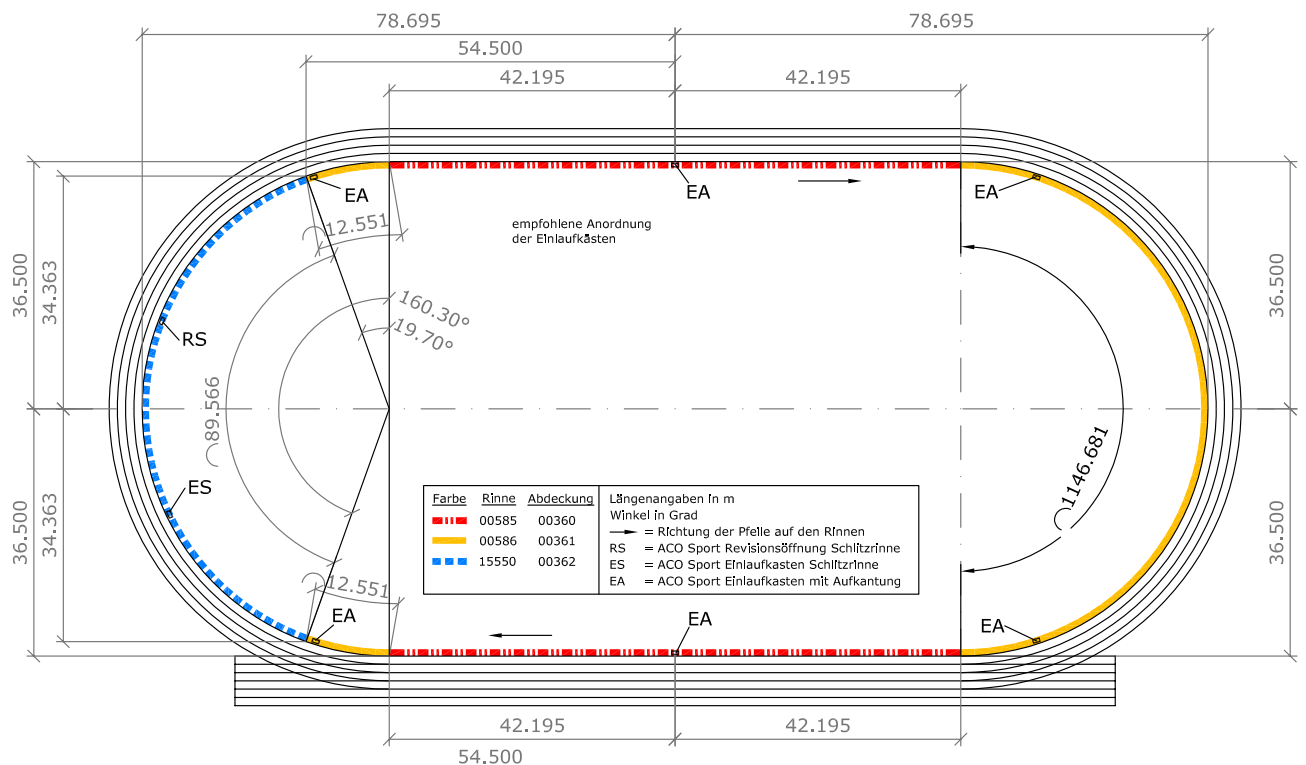 78.695
78.695
54.500
42.195
42.195
EA
EA
EA
12.551
empfohlene Anordnung
der Einlaufkästen
36.500
34.363
36.500
160.30°
19.70°
RS
89.566
1146.681
ES
36.500
34.363
36.500
Farbe Rinne Abdeckung
00585 00360
00586 00361
15550 00362
Längenangaben in m
Winkel in Grad
= Richtung der Pfeile auf den Rinnen
RS = ACO Sport Revisionsöffnung Schlitzrinne
ES = ACO Sport Einlaufkasten Schlitzrinne
EA = ACO Sport Einlaufkasten mit Aufkantung
12.551
EA
EA
EA
42.195
42.195
54.500